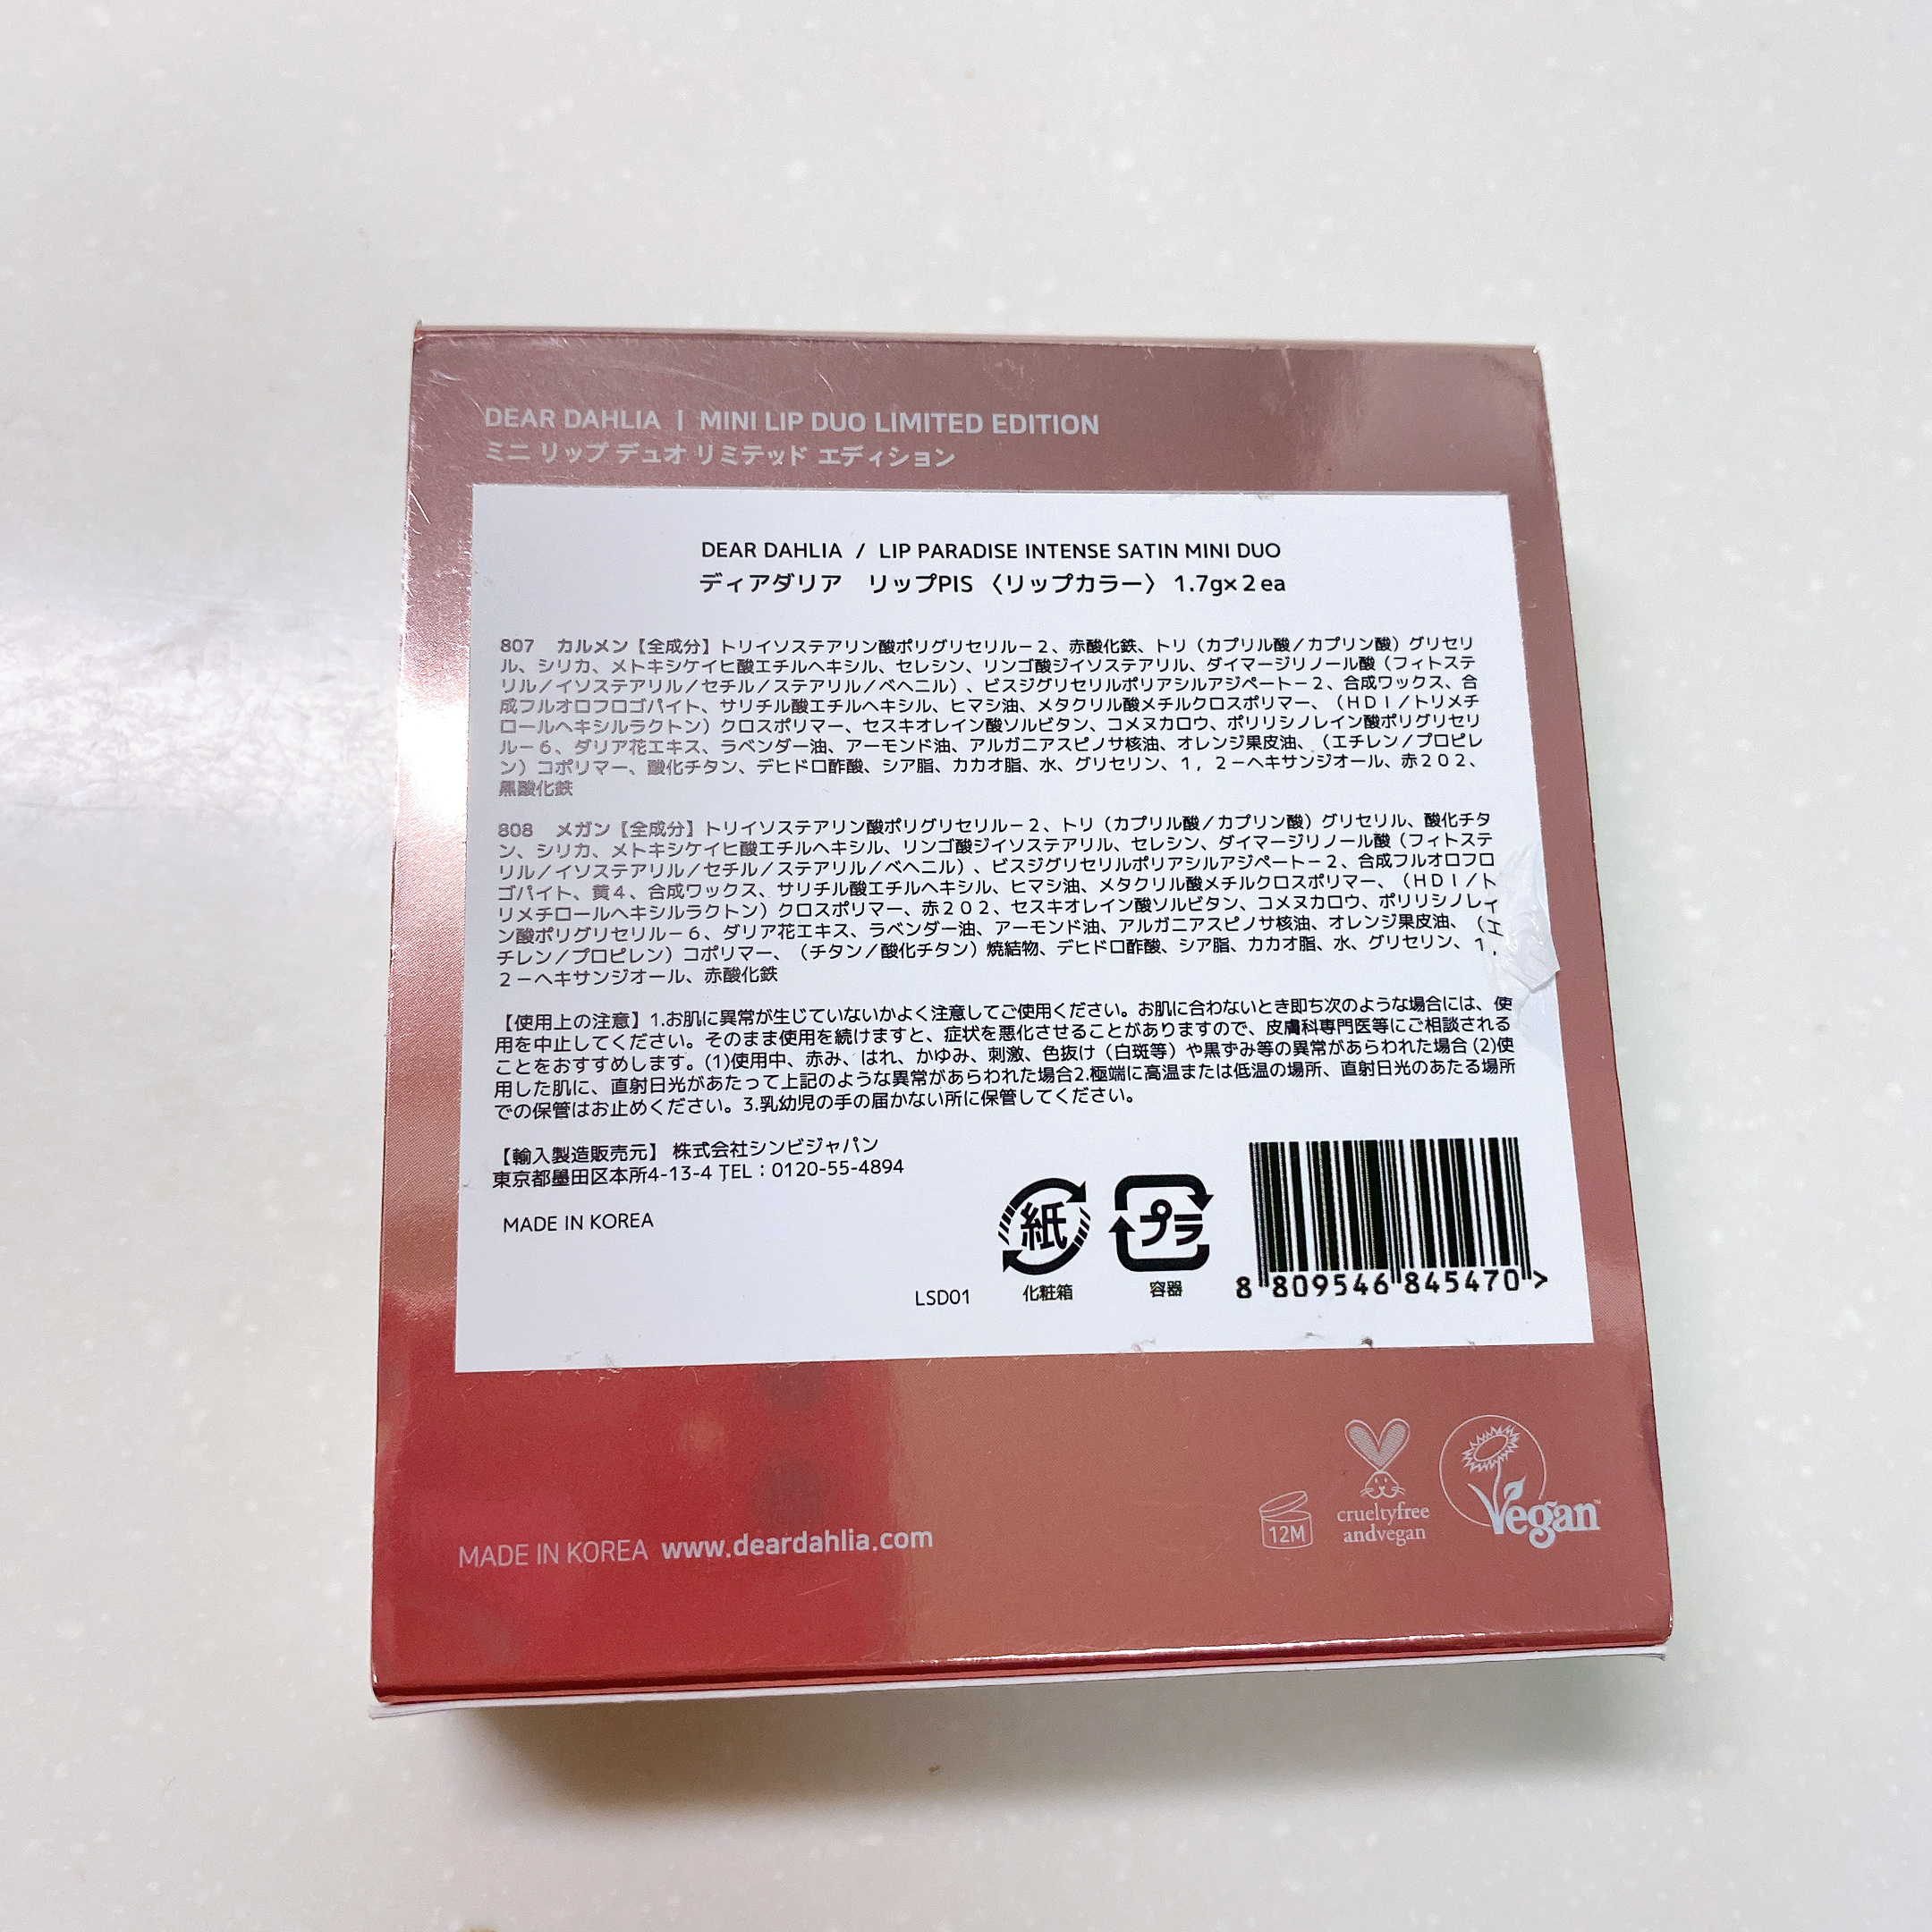 DEAR DAHLIA | MINI LIP DUO LIMITED EDITION
ミニ リップ デュオ リミテッド エディション
DEAR DAHLIA / LIP PARADISE INTENSE SATIN MINI DUO
ディアダリア　リップPIS〈リップカラー〉1.7g×2ea
807　カルメン【全成分】トリイソステアリン酸ポリグリセリルー2、赤酸化鉄、トリ（カプリル酸／カプリン酸）グリセリ
ル、シリカ、メトキシケイヒ酸エチルヘキシル、セレシン、リンゴ酸ジイソステアリル、ダイマージリノール酸（フィトステ
リル／イソステアリル／セチル／ステアリル／ベヘニル）、ビスジグリセリルポリアシルアジペートー2、合成ワックス、合
成フルオロフロゴパイト、サリチル酸エチルヘキシル、ヒマシ油、メタクリル酸メチルクロスポリマー、（HDI／トリメチ
ロールヘキシルラクトン）クロスポリマー、セスキオレイン酸ソルビタン、コメヌカロウ、ポリリシノレイン酸ポリグリセリ
ルー6、ダリア花エキス、ラベンダー油、アーモンド油、アルガニアスピノサ核油、オレンジ果皮油、（エチレン／プロピレ
ン）コポリマー、酸化チタン、デヒドロ酢酸、シア脂、カカオ脂、水、グリセリン、1，2ーヘキサンジオール、赤202、
黒酸化鉄
808　メガン【全成分】トリイソステアリン酸ポリグリセリルー2、トリ（カプリル酸／カプリン酸）グリセリル、酸化チタ
ン、シリカ、メトキシケイヒ酸エチルヘキシル、リンゴ酸ジイソステアリル、セレシン、ダイマージリノール酸（フィトステ
リル／イソステアリル／セチル／ステアリル／ベヘニル）、ビスジグリセリルポリアシルアジペートー2、合成フルオロフロ
ゴパイト、黄4、合成ワックス、サリチル酸エチルヘキシル、ヒマシ油、メタクリル酸メチルクロスポリマー、（HDI／ト
リメチロールヘキシルラクトン）クロスポリマー、赤202、セスキオレイン酸ソルビタン、コメヌカロウ、ポリリシノレイ
ン酸ポリグリセリルー6、ダリア花エキス、ラベンダー油、アーモンド油、アルガニアスピノサ核油、オレンジ果皮油、（エ
チレン／プロピレン）コポリマー、（チタン／酸化チタン）焼結物、デヒドロ酢酸、シア脂、カカオ脂、水、グリセリン、1，
2ーヘキサンジオール、赤酸化鉄
【使用上の注意】1.お肌に異常が生じていないかよく注意してご使用ください。お肌に合わないとき即ち次のような場合には、使
用を中止してください。そのまま使用を続けますと、症状を悪化させることがありますので、皮膚科専門医等にご相談される
ことをおすすめします。(1)使用中、赤み、はれ、かゆみ、刺激、色抜け（白斑等）や黒ずみ等の異常があらわれた場合(2)使
用した肌に、直射日光があたって上記のような異常があらわれた場合2.極端に高温または低温の場所、直射日光のあたる場所
での保管はお止めください。3.乳幼児の手の届かない所に保管してください。
【輸入製造販売元】 株式会社シンビジャパン
東京都墨田区本所4-13-4 TEL：0120-55-4894
MADE IN KOREA
LSD01
紙
化粧箱
プラ
容器
8 809546 845470 >
12M
crueltyfree
andvegan
Vegan™
MADE IN KOREA www.deardahlia.com